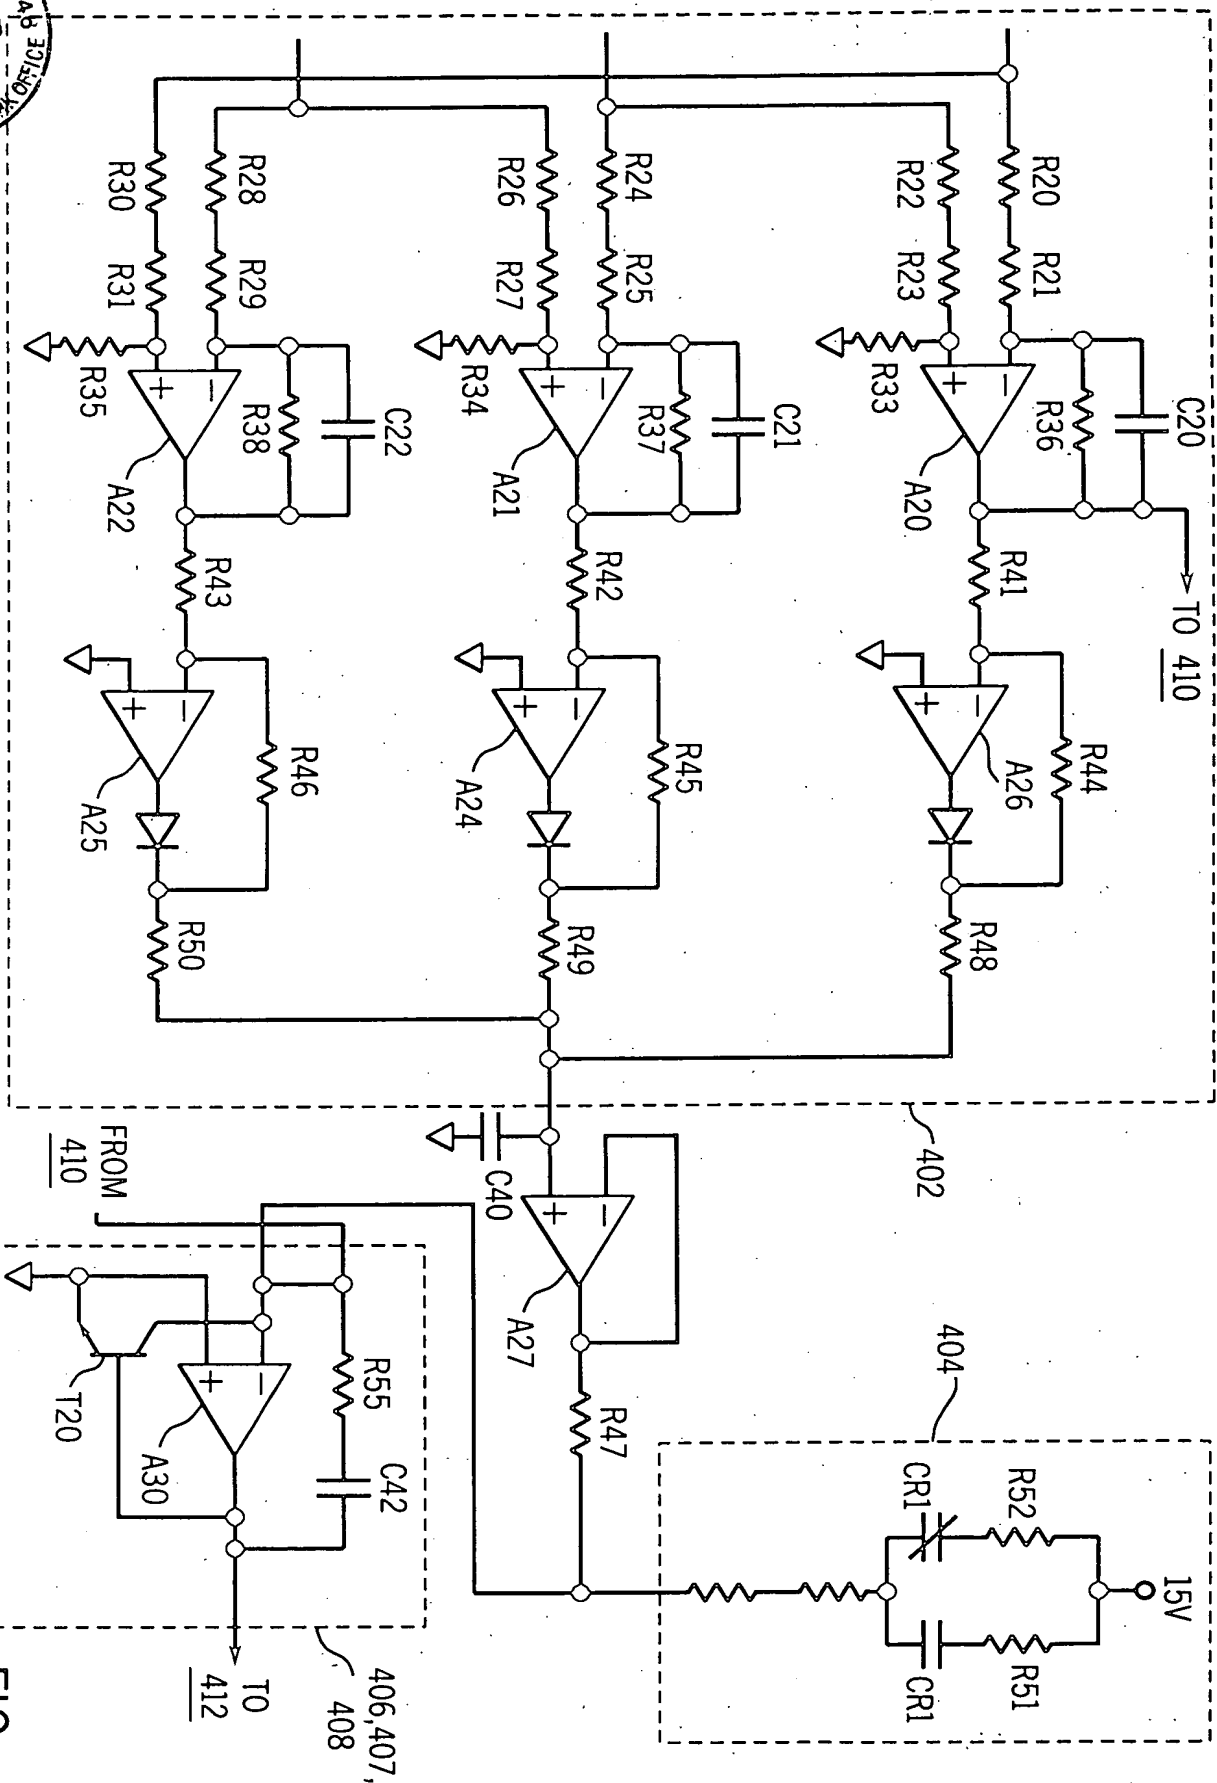 C20
R36
R20
R21
R22
R23
R33
A20
TO 410
R41
R44
A26
R48
C21
R37
R24
R25
R26
R27
R34
A21
R42
R45
A24
R49
C22
R38
R28
R29
R30
R31
R35
A22
R43
R46
A25
R50
402
C40
A27
R47
404
15V
R52
R51
CR1
CR1
FROM
410
R55
C42
A30
T20
TO
412
406,407,
408
OFFICE
FIG
+
−
+
−
+
−
+
−
+
−
+
−
+
−
+
−